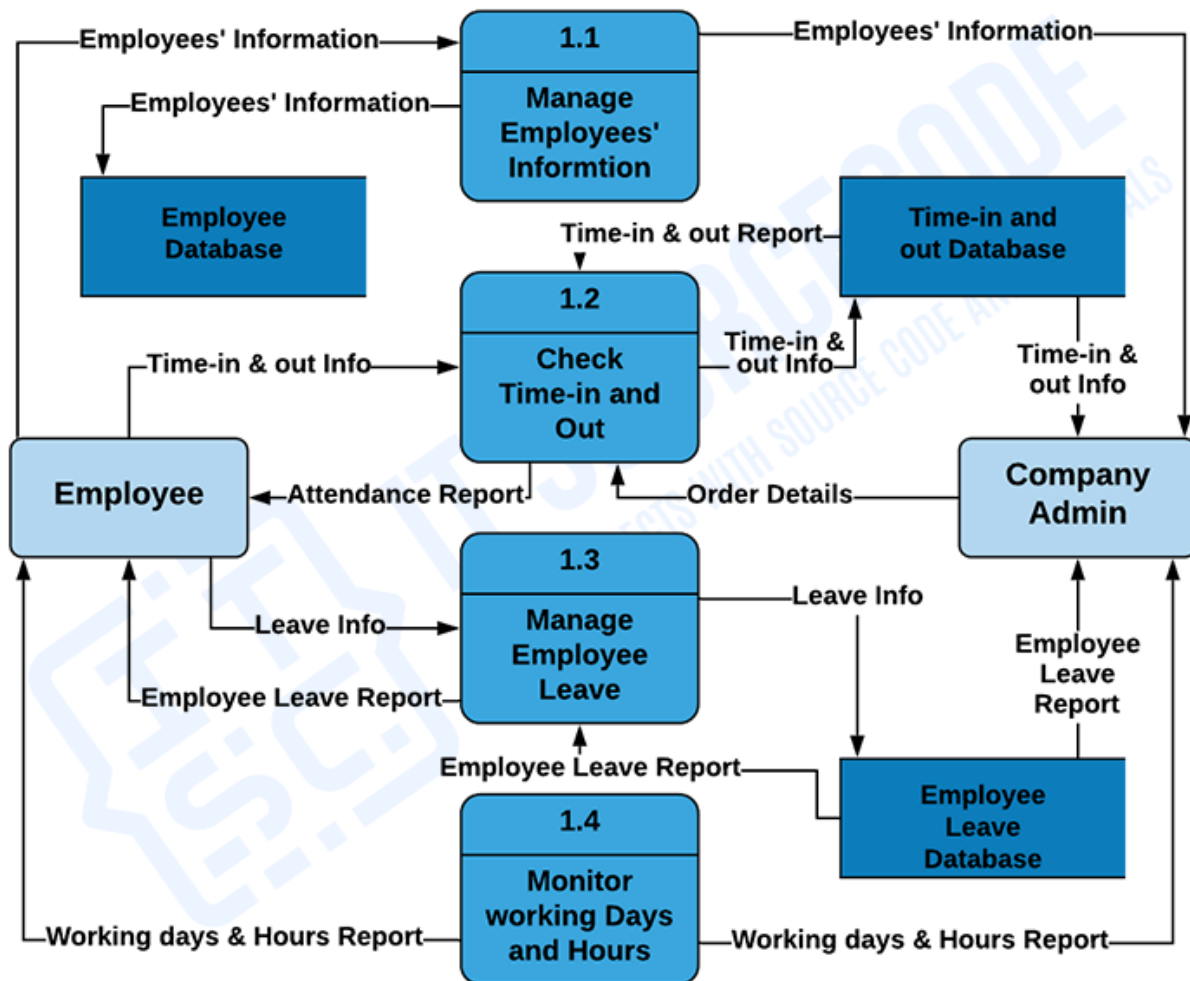 Employees' Information
1.1
Employees' Information
Employees' Information
Manage
Employees'
Informtion
Employee
Database
Time-in and
out Database
Time-in & out Report
1.2
Time-in & out Info
Check
Time-in and
Out
Time-in &
out Info
Time-in &
out Info
Employee
Attendance Report
Order Details
Company
Admin
1.3
Leave Info
Leave Info
Manage
Employee
Leave
Employee Leave Report
Employee
Leave
Report
Employee Leave Report
1.4
Employee
Leave
Database
Monitor
working Days
and Hours
Working days & Hours Report
Working days & Hours Report
IT SOURCECODE